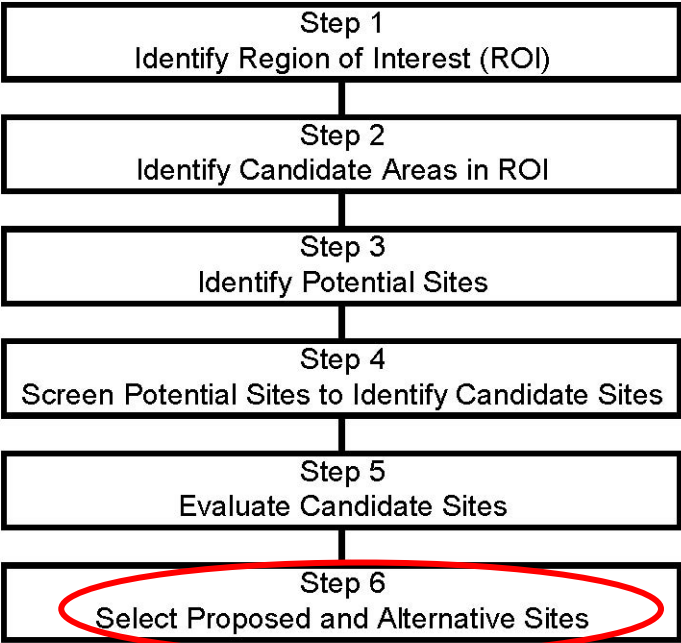 Step 1
Identify Region of Interest (ROI)
Step 2
Identify Candidate Areas in ROI
Step 3
Identify Potential Sites
Step 4
Screen Potential Sites to Identify Candidate Sites
Step 5
Evaluate Candidate Sites
Step 6
Select Proposed and Alternative Sites